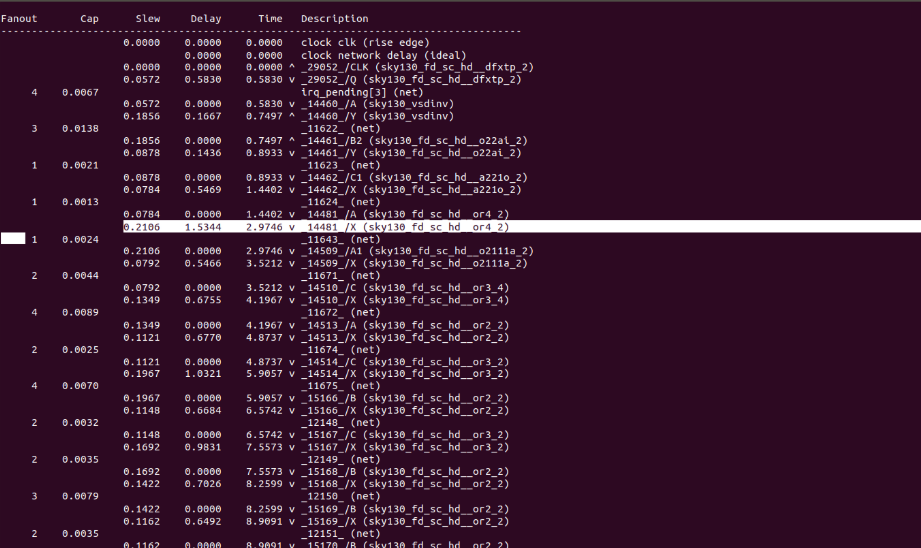 Fanout Cap Slew Delay Time Description
-----------------------------------------------------------------------------
0.0000 0.0000 0.0000 clock clk (rise edge)
0.0000 0.0000 clock network delay (ideal)
0.0000 0.0000 0.0000 ^ _29052_/CLK (sky130_fd_sc_hd__dfxtp_2)
0.0572 0.5830 0.5830 v _29052_/Q (sky130_fd_sc_hd__dfxtp_2)
4 0.0067 irq_pending[3] (net)
0.0572 0.0000 0.5830 v _14460_/A (sky130_vsdinv)
0.1856 0.1667 0.7497 ^ _14460_/Y (sky130_vsdinv)
3 0.0138 _11622_ (net)
0.1856 0.0000 0.7497 ^ _14461_/B2 (sky130_fd_sc_hd__o22ai_2)
0.0878 0.1436 0.8933 v _14461_/Y (sky130_fd_sc_hd__o22ai_2)
1 0.0021 _11623_ (net)
0.0878 0.0000 0.8933 v _14462_/C1 (sky130_fd_sc_hd__a221o_2)
0.0784 0.5469 1.4402 v _14462_/X (sky130_fd_sc_hd__a221o_2)
1 0.0013 _11624_ (net)
0.0784 0.0000 1.4402 v _14481_/A (sky130_fd_sc_hd__or4_2)
0.2106 1.5344 2.9746 v _14481_/X (sky130_fd_sc_hd__or4_2)
1 0.0024 _11643_ (net)
0.2106 0.0000 2.9746 v _14509_/A1 (sky130_fd_sc_hd__o2111a_2)
0.0792 0.5466 3.5212 v _14509_/X (sky130_fd_sc_hd__o2111a_2)
2 0.0044 _11671_ (net)
0.0792 0.0000 3.5212 v _14510_/C (sky130_fd_sc_hd__or3_4)
0.1349 0.6755 4.1967 v _14510_/X (sky130_fd_sc_hd__or3_4)
4 0.0089 _11672_ (net)
0.1349 0.0000 4.1967 v _14513_/A (sky130_fd_sc_hd__or2_2)
0.1121 0.6770 4.8737 v _14513_/X (sky130_fd_sc_hd__or2_2)
2 0.0025 _11674_ (net)
0.1121 0.0000 4.8737 v _14514_/C (sky130_fd_sc_hd__or3_2)
0.1967 1.0321 5.9057 v _14514_/X (sky130_fd_sc_hd__or3_2)
4 0.0070 _11675_ (net)
0.1967 0.0000 5.9057 v _15166_/B (sky130_fd_sc_hd__or2_2)
0.1148 0.6684 6.5742 v _15166_/X (sky130_fd_sc_hd__or2_2)
2 0.0032 _12148_ (net)
0.1148 0.0000 6.5742 v _15167_/C (sky130_fd_sc_hd__or3_2)
0.1692 0.9831 7.5573 v _15167_/X (sky130_fd_sc_hd__or3_2)
2 0.0035 _12149_ (net)
0.1692 0.0000 7.5573 v _15168_/B (sky130_fd_sc_hd__or2_2)
0.1422 0.7026 8.2599 v _15168_/X (sky130_fd_sc_hd__or2_2)
3 0.0079 _12150_ (net)
0.1422 0.0000 8.2599 v _15169_/B (sky130_fd_sc_hd__or2_2)
0.1162 0.6492 8.9091 v _15169_/X (sky130_fd_sc_hd__or2_2)
2 0.0035 _12151_ (net)
0.1162 0.0000 8.9091 v _15170_/B (sky130_fd_sc_hd__or2_2)